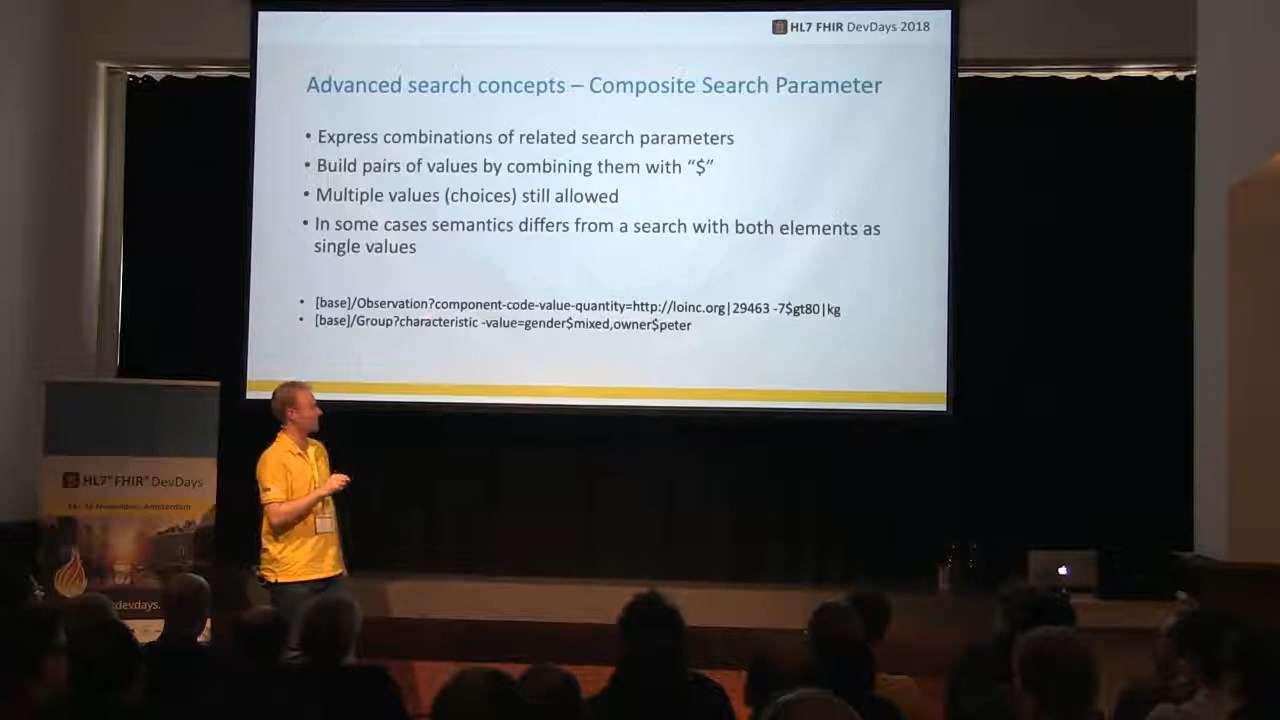 HL7 FHIR DevDays 2018
Advanced search concepts – Composite Search Parameter
• Express combinations of related search parameters
• Build pairs of values by combining them with “$”
• Multiple values (choices) still allowed
• In some cases semantics differs from a search with both elements as
single values
• [base]/Observation?component-code-value-quantity=http://loinc.org|29463 -7$gt80|kg
• [base]/Group?characteristic -value=gender$mixed,owner$peter
HL7® FHIR® DevDays
November, Amsterdam
devdays.